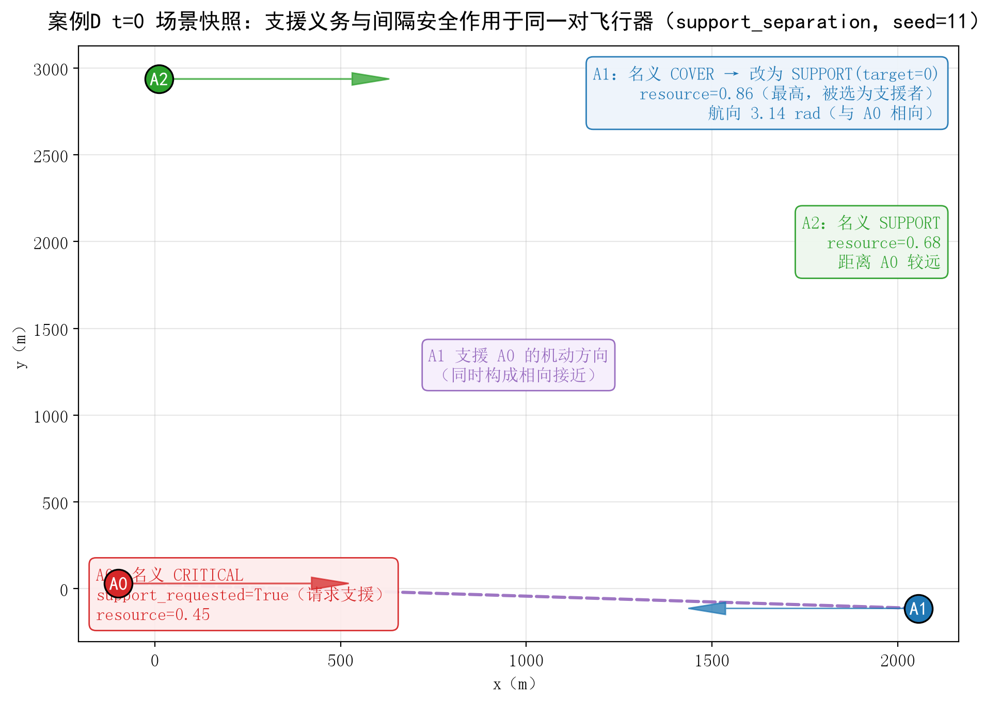 案例D t=0 场景快照：支援义务与间隔安全作用于同一对飞行器（support_separation，seed=11）
A2
A1：名义 COVER → 改为 SUPPORT(target=0)
resource=0.86（最高，被选为支援者）
航向 3.14 rad（与 A0 相向）
A2：名义 SUPPORT
resource=0.68
距离 A0 较远
A1 支援 A0 的机动方向
（同时构成相向接近）
A0 名义 CRITICAL
support_requested=True（请求支援）
resource=0.45
A0
A1
3000
2500
2000
1500
1000
500
0
y（m）
0
500
1000
1500
2000
x（m）